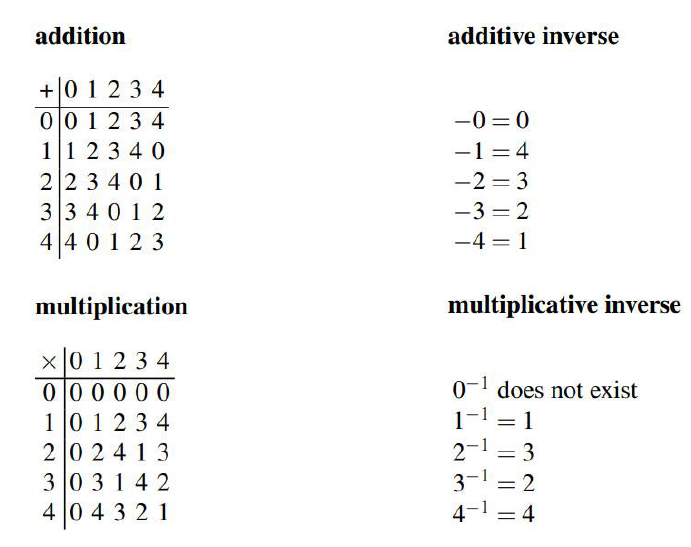 addition
+ 0 1 2 3 4
0 0 1 2 3 4
1 1 2 3 4 0
2 2 3 4 0 1
3 3 4 0 1 2
4 4 0 1 2 3
additive inverse
−0 = 0
−1 = 4
−2 = 3
−3 = 2
−4 = 1
multiplication
× 0 1 2 3 4
0 0 0 0 0 0
1 0 1 2 3 4
2 0 2 4 1 3
3 0 3 1 4 2
4 0 4 3 2 1
multiplicative inverse
0⁻¹ does not exist
1⁻¹ = 1
2⁻¹ = 3
3⁻¹ = 2
4⁻¹ = 4